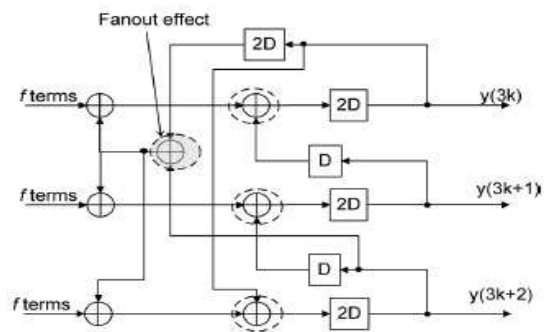 Fanout effect
2D
f terms
2D
y(3k)
D
f terms
2D
y(3k+1)
D
f terms
2D
y(3k+2)